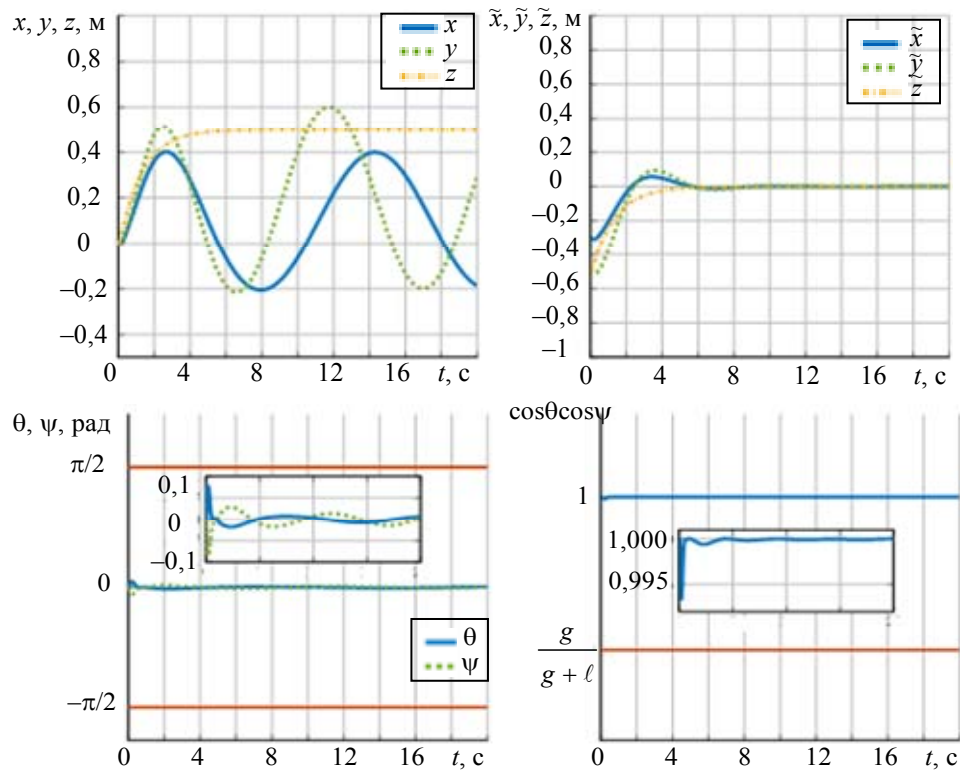 x, y, z, м
x
y
z
0,8
0,6
0,4
0,2
0
–0,2
–0,4
0 4 8 12 16 t, с
x̃, ỹ, z̃, м
x̃
ỹ
z̃
0,8
0,6
0,4
0,2
0
–0,2
–0,4
0,6
–0,8
–1
0 4 8 12 16 t, с
θ, ψ, рад
π/2
0,1
0
–0,1
0
θ
ψ
–π/2
0 4 8 12 16 t, с
cosθcosψ
1
1,000
0,995
g
g + ℓ
0 4 8 12 16 t, с